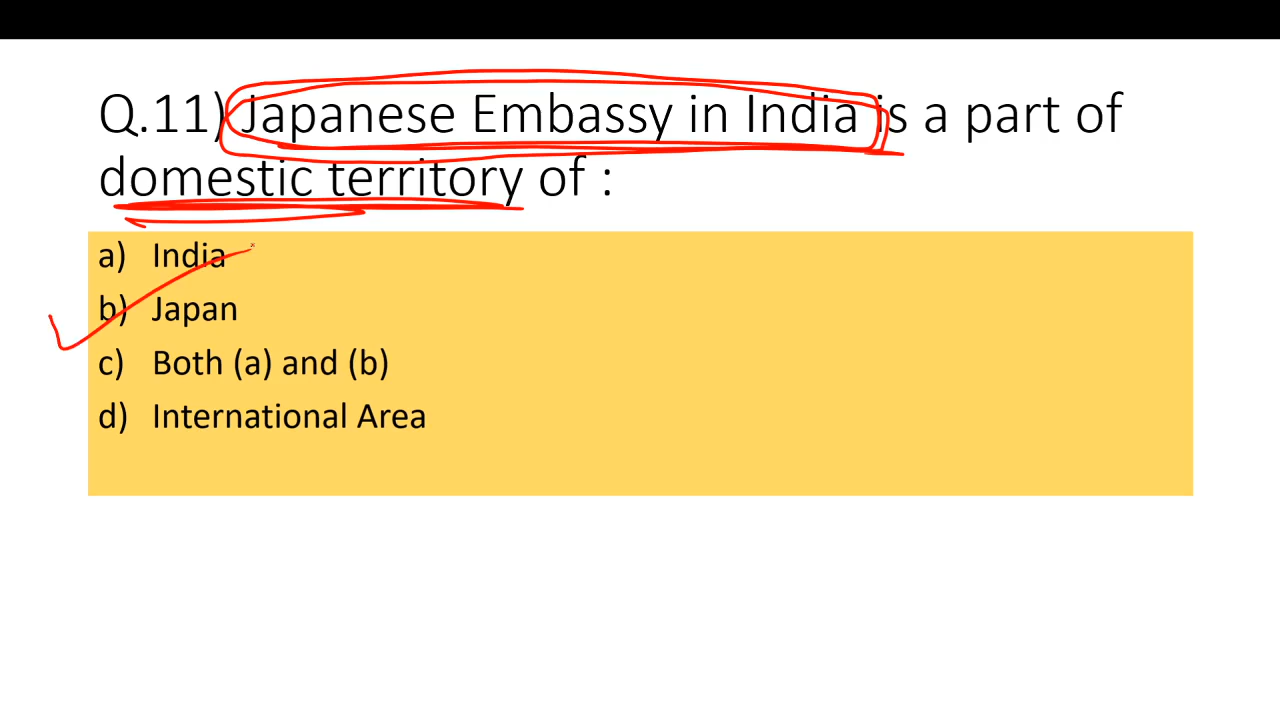 Q.11) Japanese Embassy in India is a part of
domestic territory of :
a) India
b) Japan
c) Both (a) and (b)
d) International Area